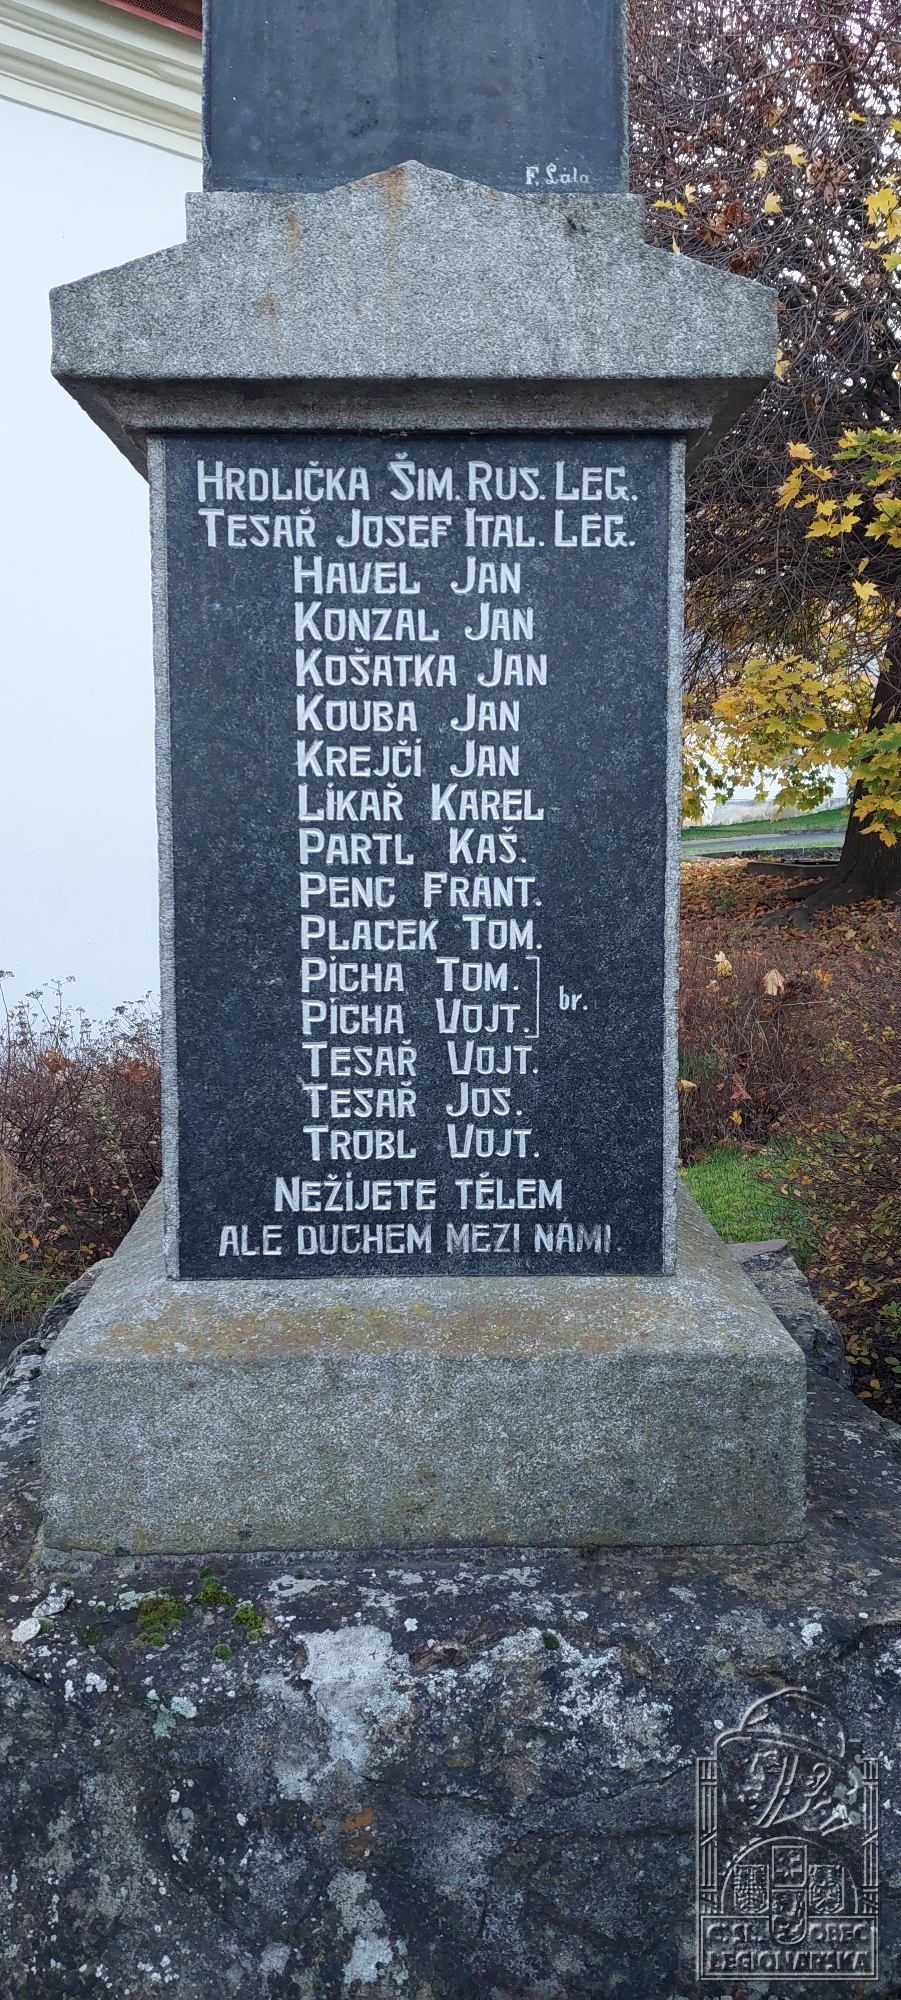 F. Lála
HRDLIČKA ŠIM. RUS. LEG.
TESAŘ JOSEF ITAL. LEG.
HAVEL JAN
KONZAL JAN
KOŠATKA JAN
KOUBA JAN
KREJČÍ JAN
LÍKAŘ KAREL
PARTL KAŠ.
PENC FRANT.
PLACEK TOM.
PÍCHA TOM.
PÍCHA VOJT. br.
TESAŘ VOJT.
TESAŘ JOS.
TROBL VOJT.
NEŽIJETE TĚLEM
ALE DUCHEM MEZI NÁMI.
ČSL. OBEC
LEGIONÁŘSKÁ